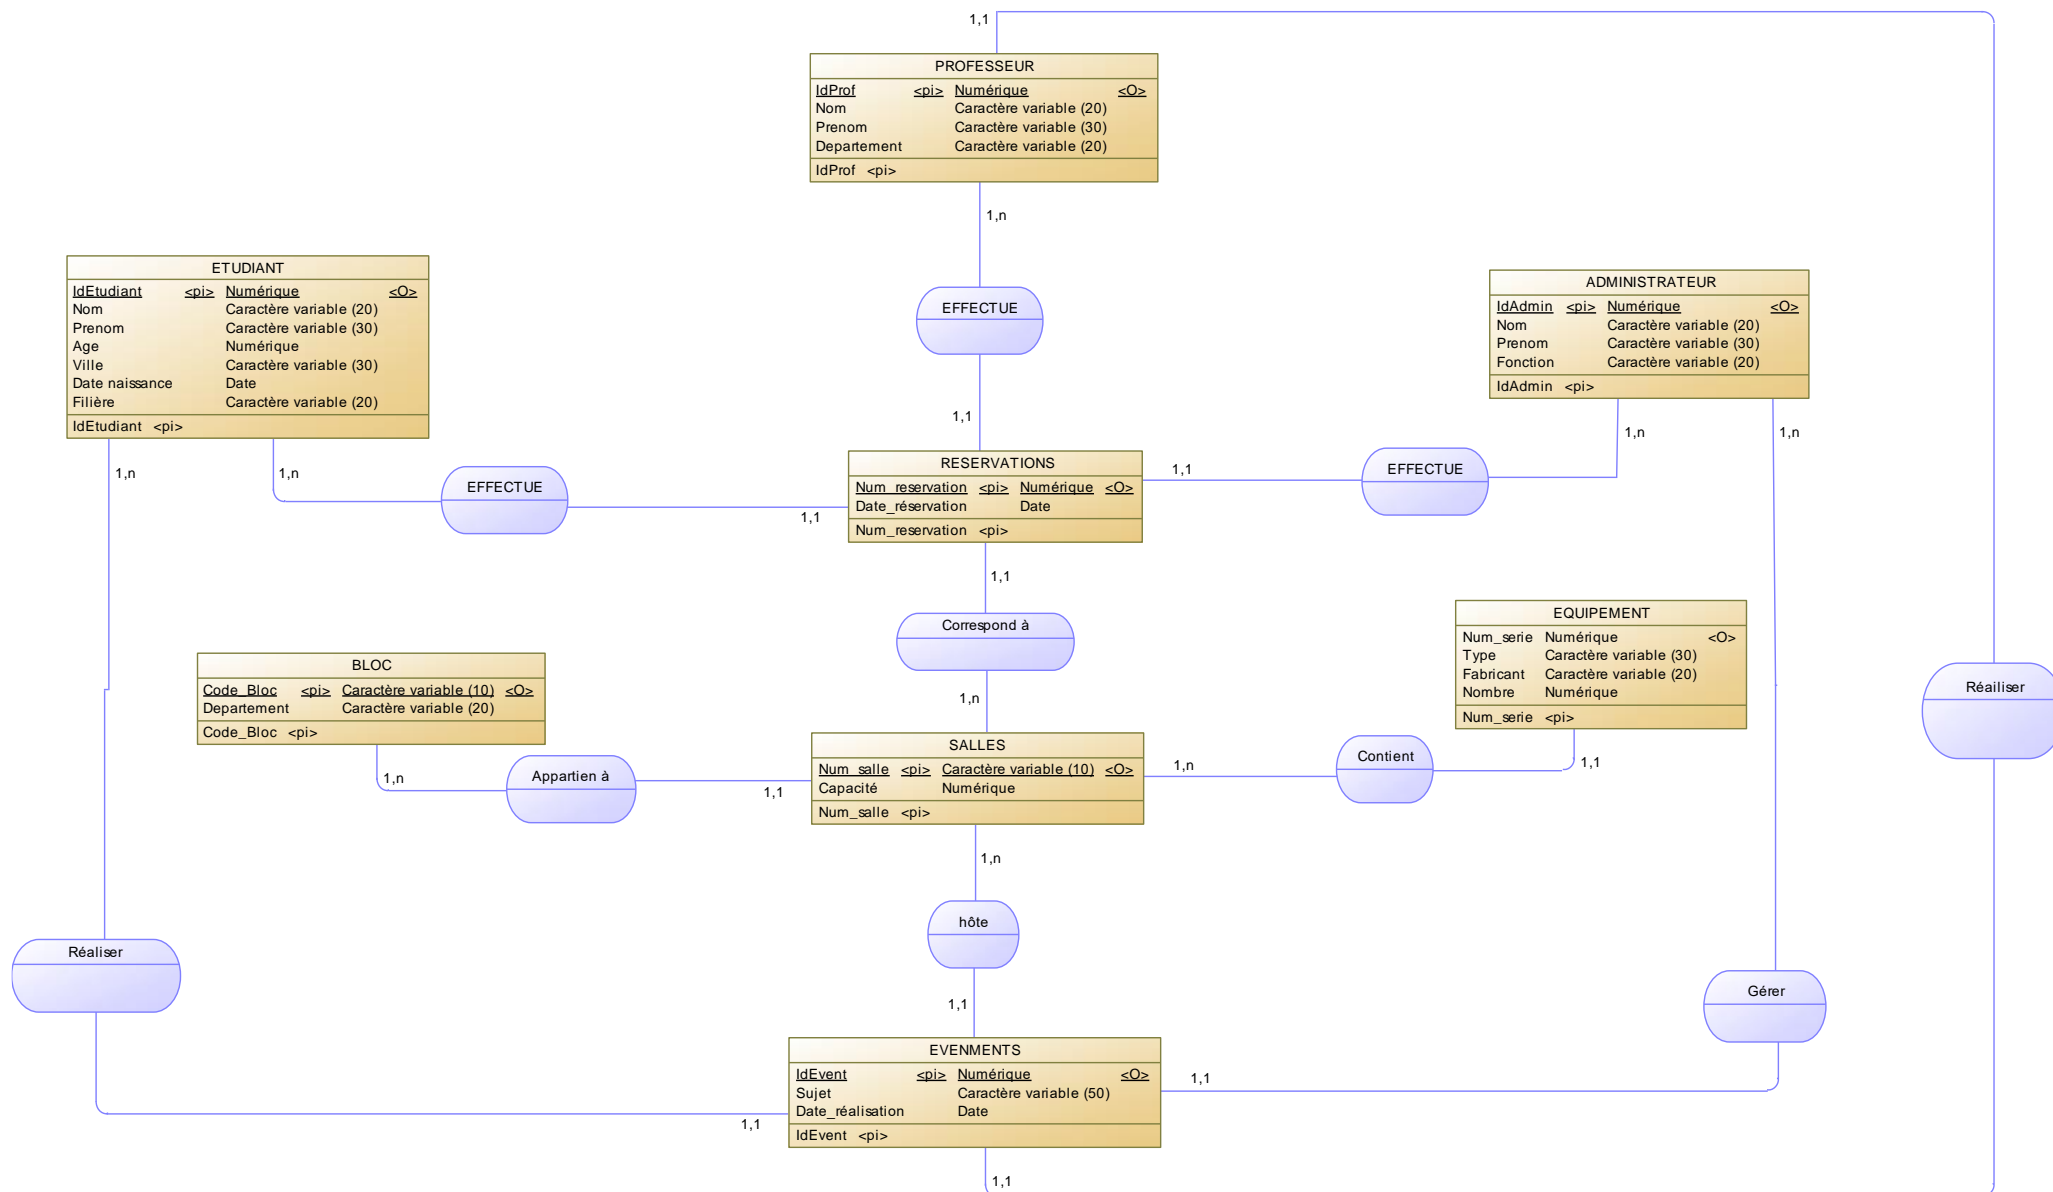 1,1
PROFESSEUR
IdProf <pi> Numérique <O>
Nom Caractère variable (20)
Prenom Caractère variable (30)
Departement Caractère variable (20)
IdProf <pi>
1,n
EFFECTUE
1,1
ETUDIANT
IdEtudiant <pi> Numérique <O>
Nom Caractère variable (20)
Prenom Caractère variable (30)
Age Numérique
Ville Caractère variable (30)
Date naissance Date
Filière Caractère variable (20)
IdEtudiant <pi>
1,n
1,n
EFFECTUE
1,1
ADMINISTRATEUR
IdAdmin <pi> Numérique <O>
Nom Caractère variable (20)
Prenom Caractère variable (30)
Fonction Caractère variable (20)
IdAdmin <pi>
1,n
1,n
EFFECTUE
1,1
RESERVATIONS
Num_reservation <pi> Numérique <O>
Date_réservation Date
Num_reservation <pi>
1,1
Correspond à
1,n
EQUIPEMENT
Num_serie Numérique <O>
Type Caractère variable (30)
Fabricant Caractère variable (20)
Nombre Numérique
Num_serie <pi>
1,1
Contient
1,n
Réailiser
BLOC
Code_Bloc <pi> Caractère variable (10) <O>
Departement Caractère variable (20)
Code_Bloc <pi>
1,n
Appartien à
1,1
SALLES
Num_salle <pi> Caractère variable (10) <O>
Capacité Numérique
Num_salle <pi>
1,n
hôte
1,1
Réaliser
Gérer
EVENMENTS
IdEvent <pi> Numérique <O>
Sujet Caractère variable (50)
Date_réalisation Date
IdEvent <pi>
1,1
1,1
1,1